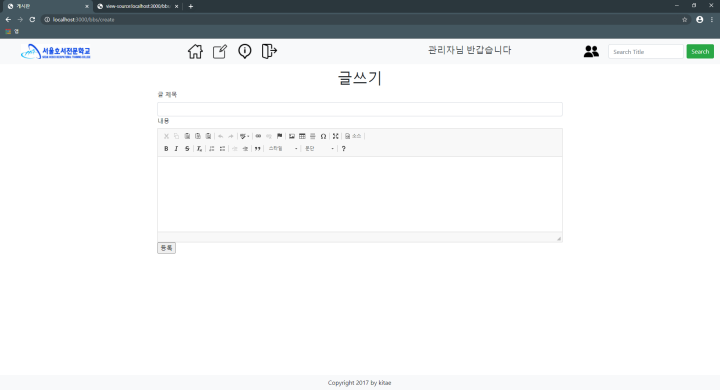 게시판
view-source:localhost:3000/bbs
localhost:3000/bbs/create
앱
서울호서전문학교
관리자님 반갑습니다
Search Title
Search
글쓰기
글 제목
내용
소스
B I S Tx 스타일 문단 ?
등록
Copyright 2017 by kitae